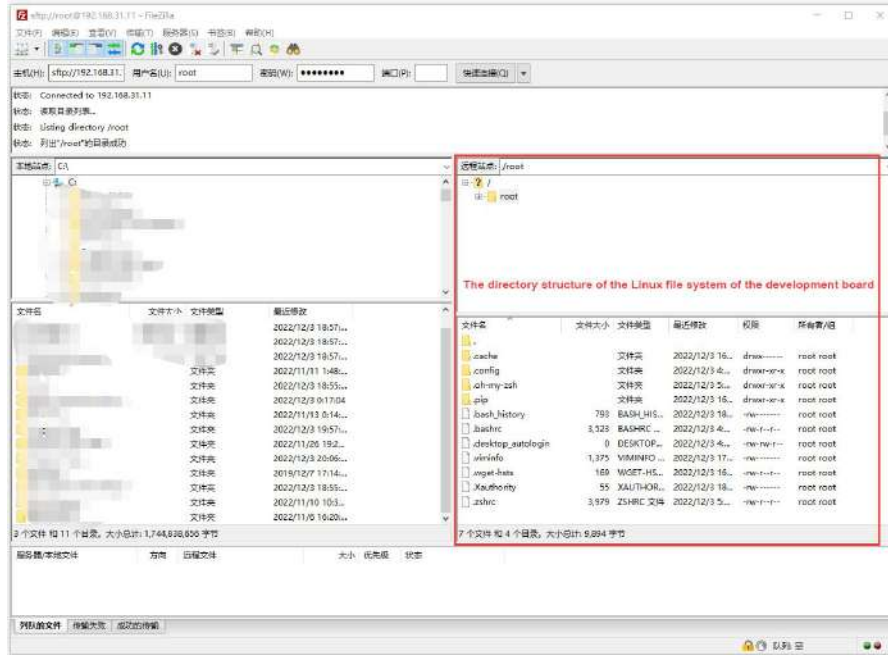 sftp://root@192.168.31.11 - FileZilla
文件(F) 编辑(E) 查看(V) 传输(T) 服务器(S) 书签(B) 帮助(H)
主机(H): sftp://192.168.31. 用户名(U): root 密码(W): ●●●●●●●● 端口(P): 快速连接(Q)
状态: Connected to 192.168.31.11
状态: 读取目录列表...
状态: Listing directory /root
状态: 列出"/root"的目录成功
本地站点: C:\
C:
远程站点: /root
/
root
The directory structure of the Linux file system of the development board
文件名 文件大小 文件类型 最近修改
2022/12/3 18:57:...
2022/12/3 18:57:...
2022/12/3 18:57:...
文件夹 2022/11/11 1:48:...
文件夹 2022/12/3 18:55:...
文件夹 2022/12/3 0:17:04
文件夹 2022/11/13 0:14:...
文件夹 2022/12/3 19:57:...
文件夹 2022/11/26 19:2...
文件夹 2022/12/3 20:06:...
文件夹 2019/12/7 17:14:...
文件夹 2022/12/3 18:55:...
文件夹 2022/11/10 10:3...
文件夹 2022/11/6 16:20:...
3 个文件 和 11 个目录。大小总计: 1,744,838,656 字节
文件名 文件大小 文件类型 最近修改 权限 所有者/组
..
.cache 文件夹 2022/12/3 16... drwx------ root root
.config 文件夹 2022/12/3 4:... drwxr-xr-x root root
.oh-my-zsh 文件夹 2022/12/3 5:... drwxr-xr-x root root
.pip 文件夹 2022/12/3 16... drwxr-xr-x root root
.bash_history 793 BASH_HIS... 2022/12/3 18... -rw------- root root
.bashrc 3,523 BASHRC ... 2022/12/3 4:... -rw-r--r-- root root
.desktop_autologin 0 DESKTOP... 2022/12/3 4:... -rw-rw-r-- root root
.viminfo 1,375 VIMINFO ... 2022/12/3 17... -rw------- root root
.wget-hsts 169 WGET-HS... 2022/12/3 16... -rw-r--r-- root root
.Xauthority 55 XAUTHOR... 2022/12/3 18... -rw------- root root
.zshrc 3,979 ZSHRC 文件 2022/12/3 5:... -rw-r--r-- root root
7 个文件 和 4 个目录。大小总计: 9,894 字节
服务器/本地文件 方向 远程文件 大小 优先级 状态
列队的文件 传输失败 成功的传输
队列: 空